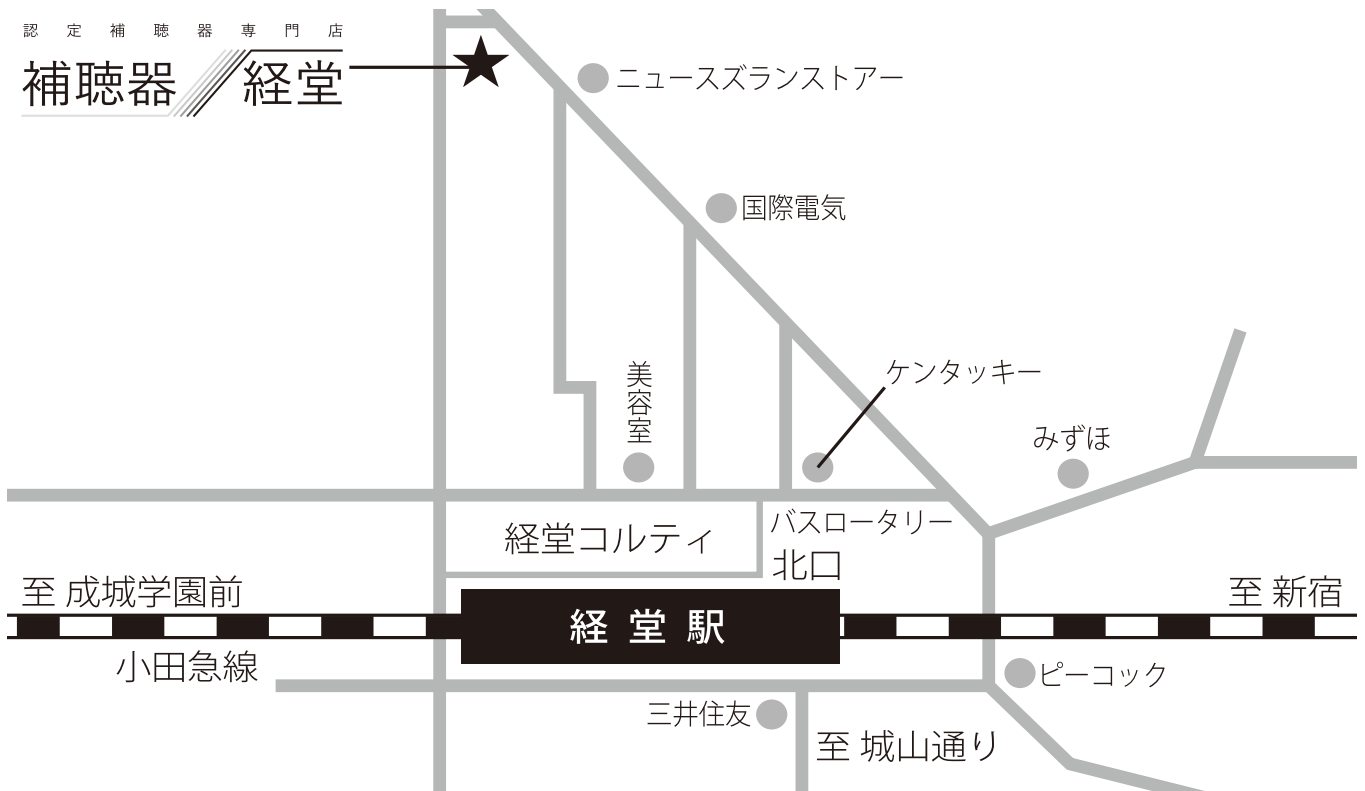 認定補聴器専門店
補聴器 経堂
ニュースズランストアー
国際電気
ケンタッキー
美容室
みずほ
経堂コルティ
バスロータリー
北口
至 成城学園前
至 新宿
経堂駅
小田急線
ピーコック
三井住友
至 城山通り